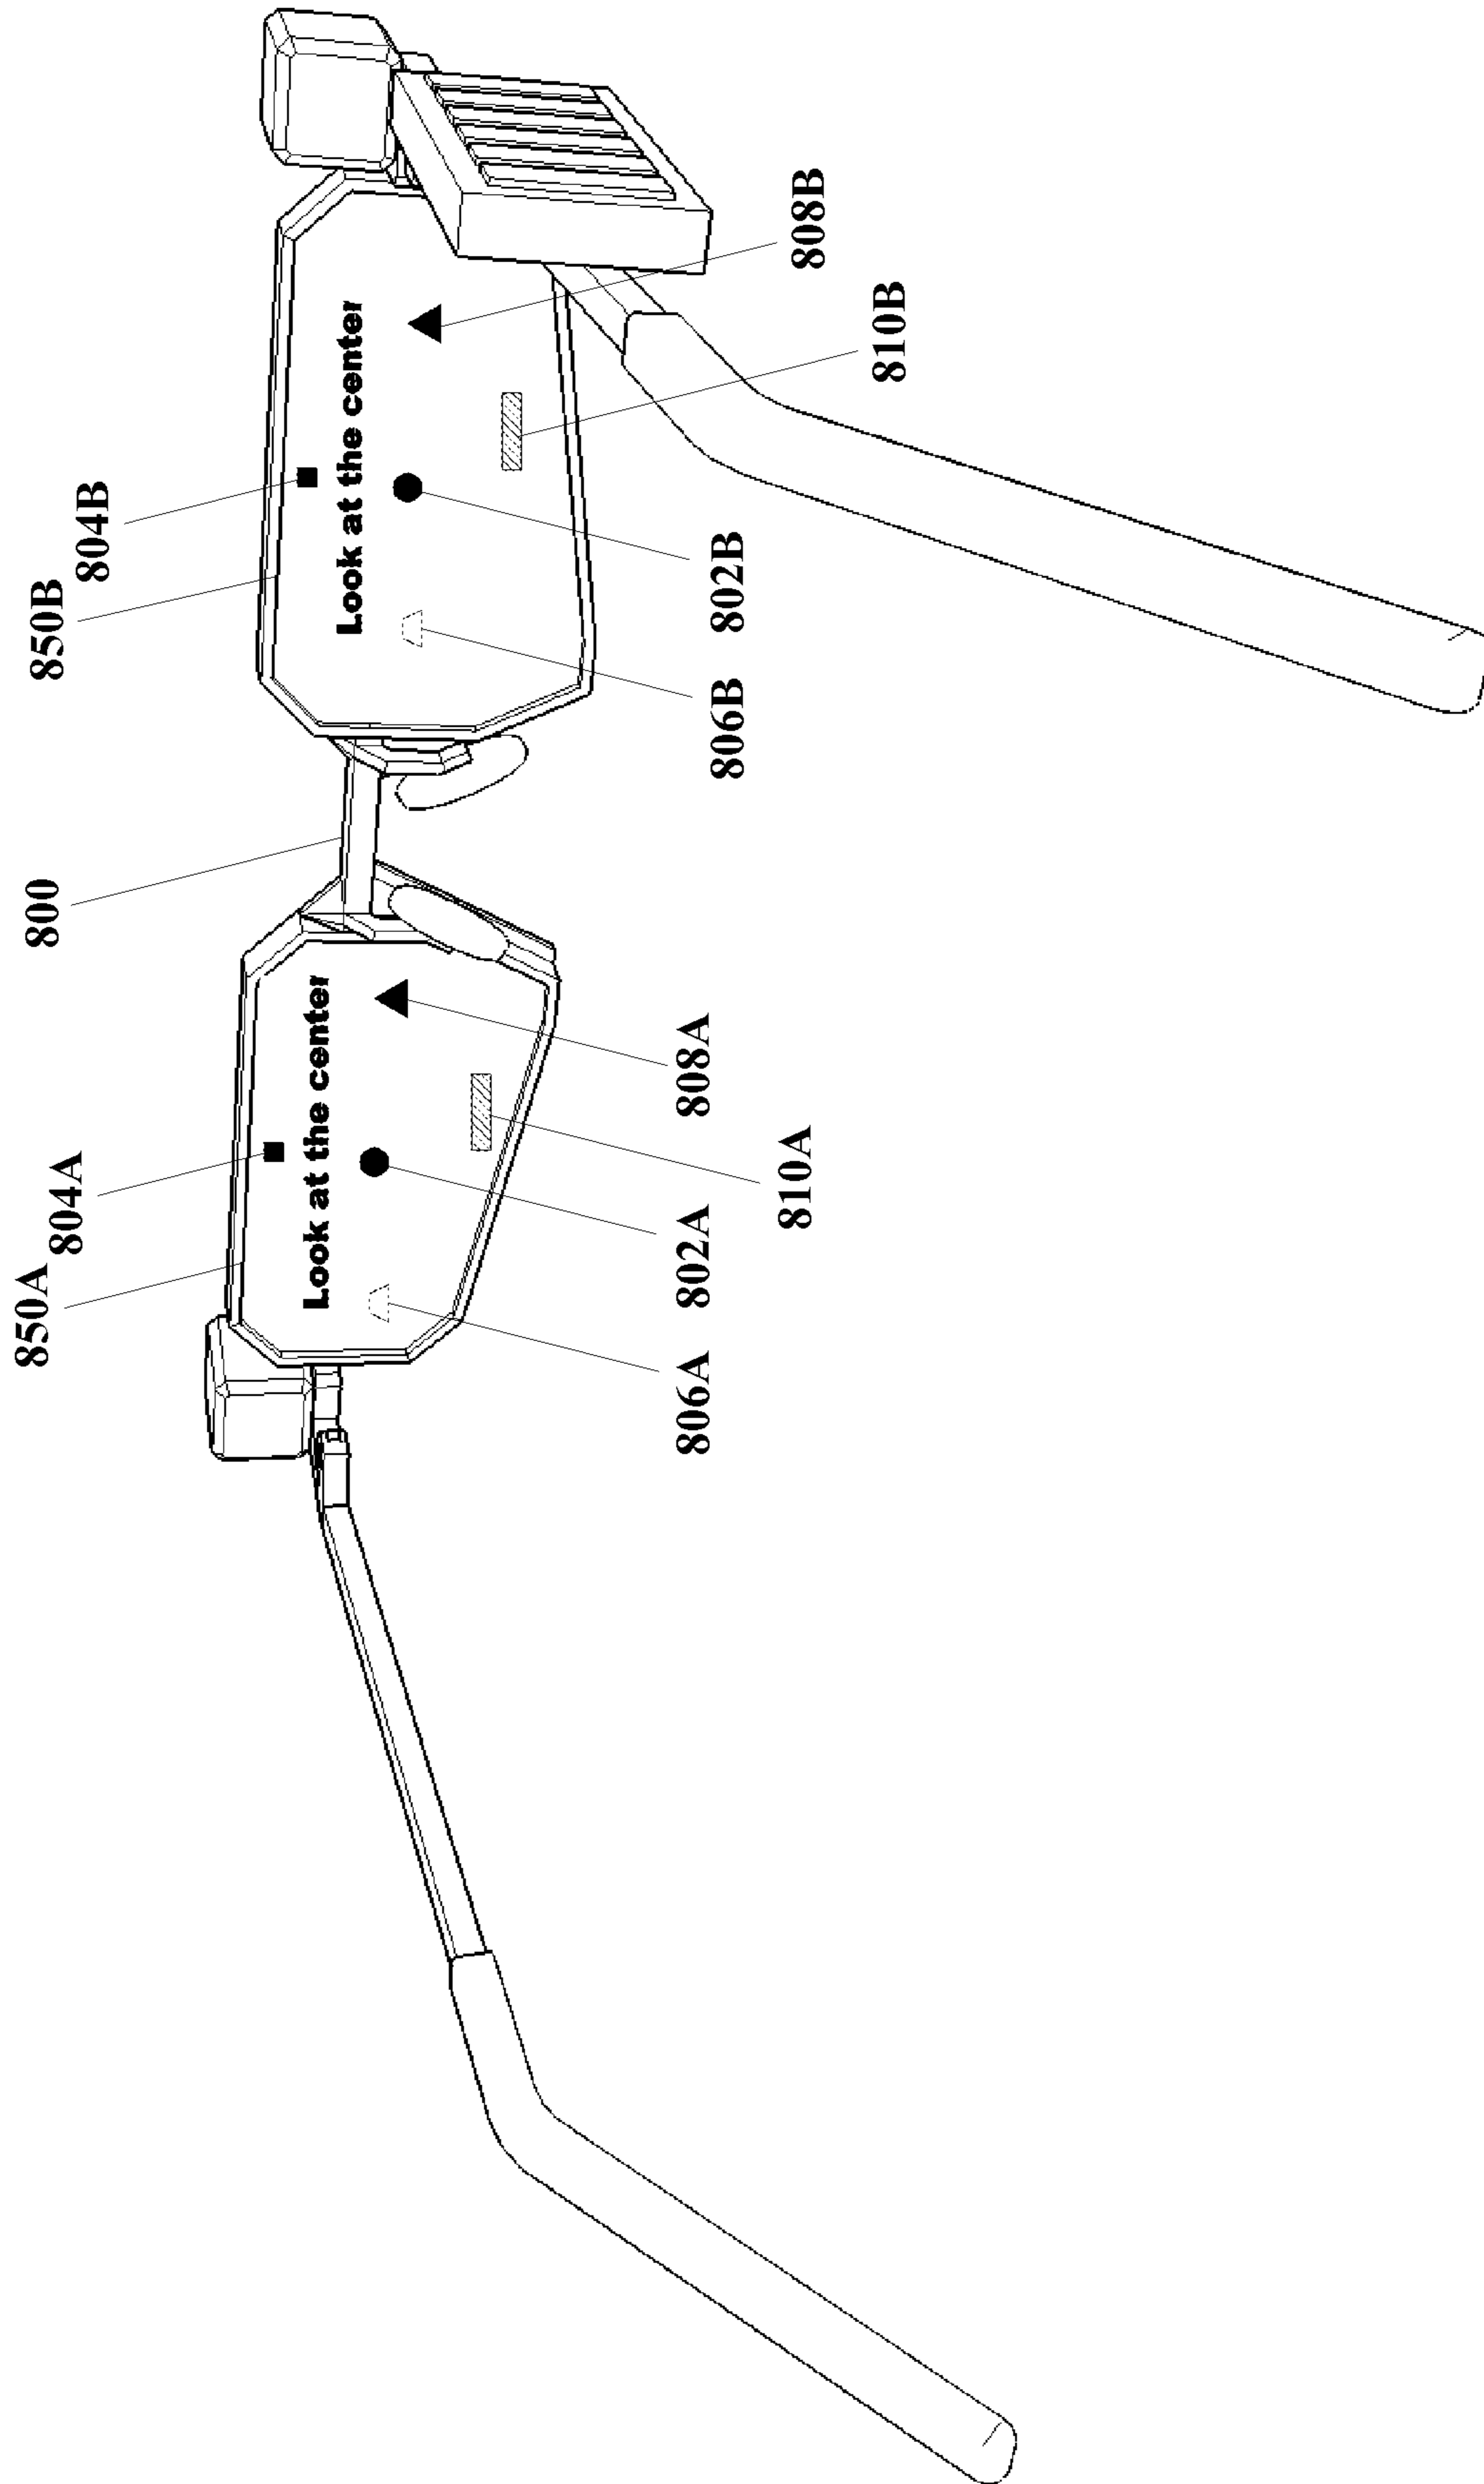 850A
800
850B
804A
804B
Look at the center
Look at the center
806A
802A
808A
806B
802B
810A
808B
810B